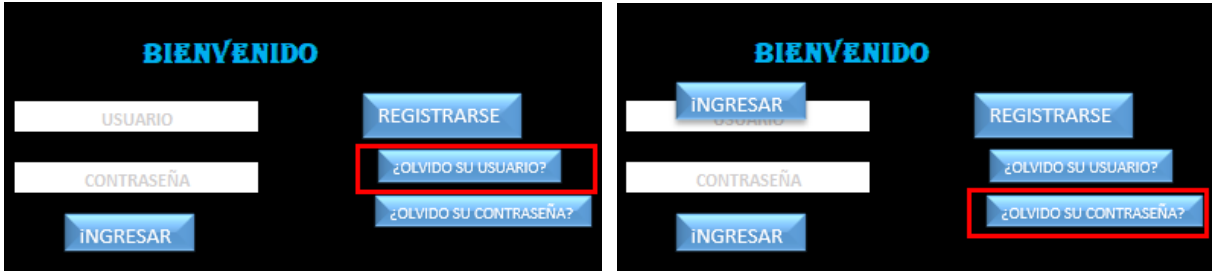 BIENVENIDO
USUARIO
REGISTRARSE
¿OLVIDO SU USUARIO?
CONTRASEÑA
¿OLVIDO SU CONTRASEÑA?
iNGRESAR
BIENVENIDO
iNGRESAR
USUARIO
REGISTRARSE
¿OLVIDO SU USUARIO?
CONTRASEÑA
¿OLVIDO SU CONTRASEÑA?
iNGRESAR